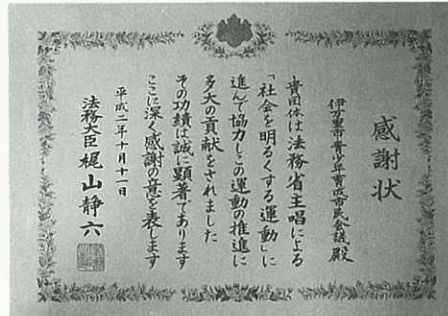 感謝状
伊万里市青少年育成市民会議殿
貴団体は法務省主唱による
「社会を明るくする運動」に
進んで協力しこの運動の推進に
多大の貢献をされました
その功績は誠に顕著であります
ここに深く感謝の意を表します
平成二年十月十一日
法務大臣梶山静六